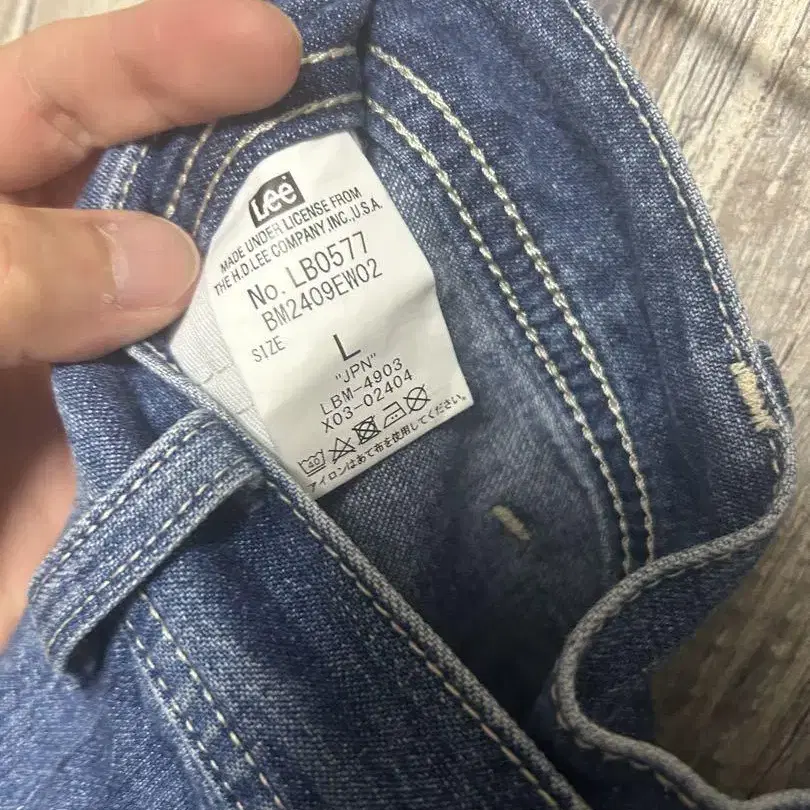 Lee
MADE UNDER LICENSE FROM
THE H.D.LEE COMPANY,INC.,U.S.A.
No. LB0577
BM2409EW02
SIZE L
"JPN"
LBM-4903
X03-02404
40
アイロンはあて布を使用してください。